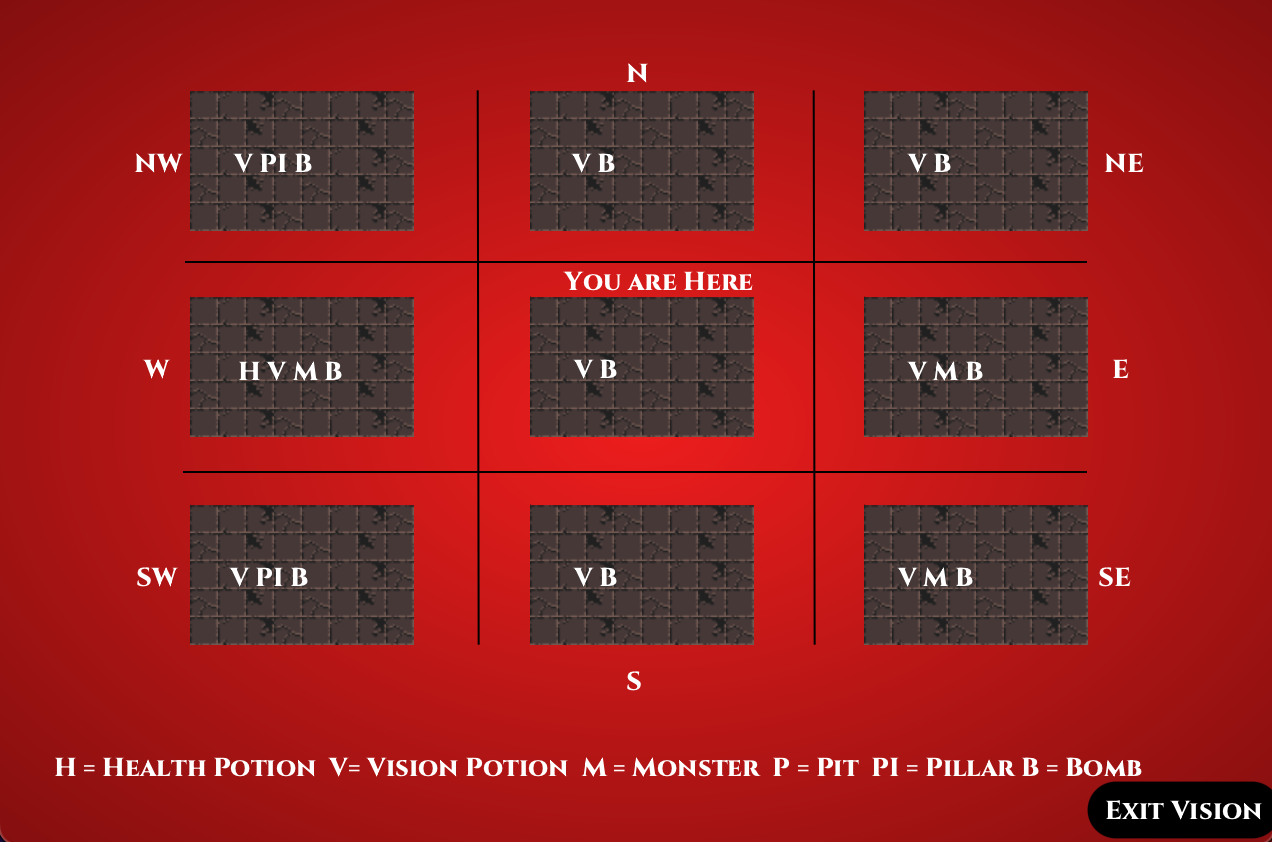 N
NW V PI B V B V B NE
You are Here
W H V M B V B V M B E
SW V PI B V B V M B SE
S
H = Health Potion V= Vision Potion M = Monster P = Pit PI = Pillar B = Bomb
Exit Vision